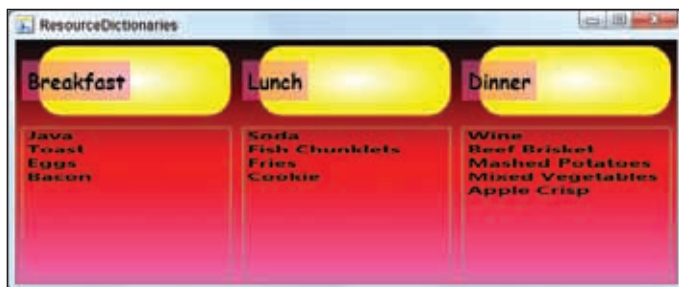 ResourceDictionaries
Breakfast
Lunch
Dinner
Java
Toast
Eggs
Bacon
Soda
Fish Chunklets
Fries
Cookie
Wine
Beef Brisket
Mashed Potatoes
Mixed Vegetables
Apple Crisp